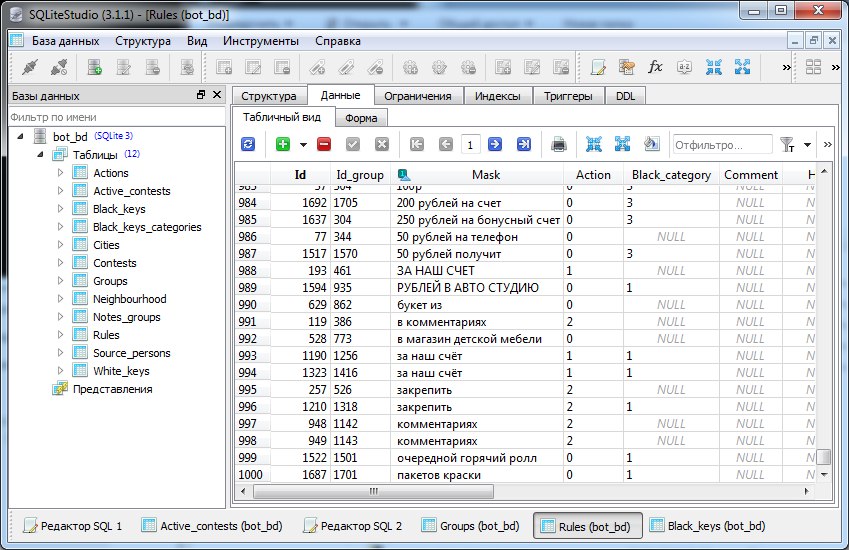 SQLiteStudio (3.1.1) - [Rules (bot_bd)]
База данных Структура Вид Инструменты Справка
Базы данных
Фильтр по имени
bot_bd (SQLite 3)
Таблицы (12)
Actions
Active_contests
Black_keys
Black_keys_categories
Cities
Contests
Groups
Neighbourhood
Notes_groups
Rules
Source_persons
White_keys
Представления
Структура Данные Ограничения Индексы Триггеры DDL
Табличный вид Форма
1 Отфильтро...
Id Id_group Mask Action Black_category Comment H
983 57 304 100р 0 3 NULL N
984 1692 1705 200 рублей на счет 0 3 NULL N
985 1637 304 250 рублей на бонусный счет 0 3 NULL N
986 77 344 50 рублей на телефон 0 NULL NULL N
987 1517 1570 50 рублей получит 0 3 NULL N
988 193 461 ЗА НАШ СЧЕТ 1 NULL NULL N
989 1594 935 РУБЛЕЙ В АВТО СТУДИЮ 0 1 NULL N
990 629 862 букет из 0 NULL NULL N
991 119 386 в комментариях 2 NULL NULL N
992 528 773 в магазин детской мебели 0 NULL NULL N
993 1190 1256 за наш счёт 1 1 NULL N
994 1323 1416 за наш счёт 1 1 NULL N
995 257 526 закрепить 2 NULL NULL N
996 1210 1318 закрепить 2 1 NULL N
997 948 1142 комментариях 2 NULL NULL N
998 949 1143 комментариях 2 NULL NULL N
999 1522 1501 очередной горячий ролл 0 1 NULL N
1000 1687 1701 пакетов краски 0 1 NULL N
Редактор SQL 1 Active_contests (bot_bd) Редактор SQL 2 Groups (bot_bd) Rules (bot_bd) Black_keys (bot_bd)